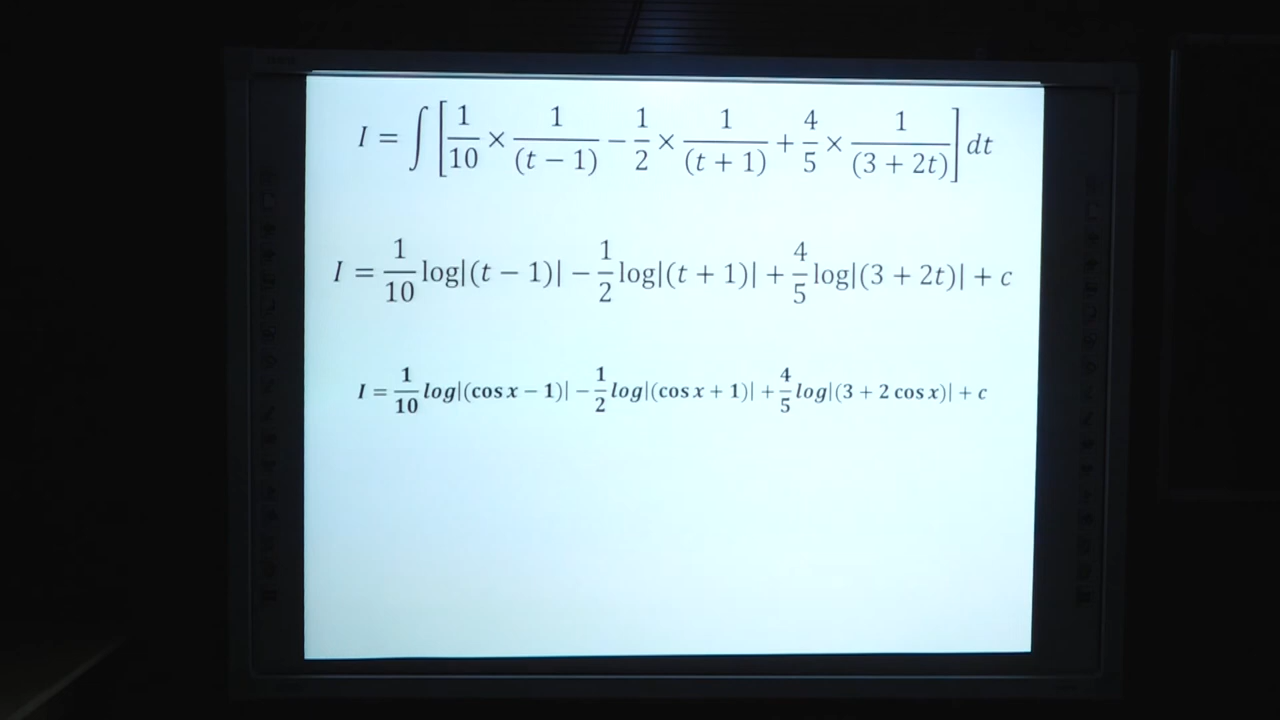 I = ∫ [ 1/10 × 1/(t − 1) − 1/2 × 1/(t + 1) + 4/5 × 1/(3 + 2t) ] dt
I = 1/10 log|(t − 1)| − 1/2 log|(t + 1)| + 4/5 log|(3 + 2t)| + c
I = 1/10 log|(cos x − 1)| − 1/2 log|(cos x + 1)| + 4/5 log|(3 + 2 cos x)| + c